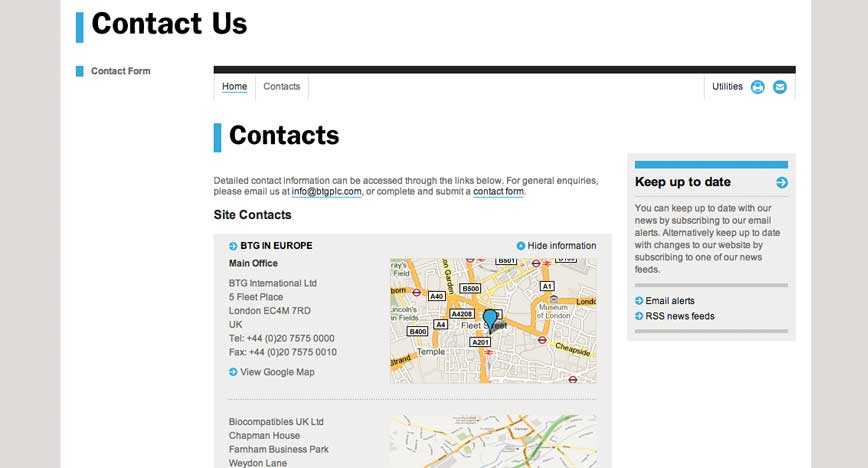 Contact Us
Contact Form
Home
Contacts
Utilities
Contacts
Detailed contact information can be accessed through the links below. For general enquiries,
please email us at info@btgplc.com, or complete and submit a contact form.
Site Contacts
BTG IN EUROPE
Hide information
Main Office
BTG International Ltd
5 Fleet Place
London EC4M 7RD
UK
Tel: +44 (0)20 7575 0000
Fax: +44 (0)20 7575 0010
View Google Map
ray's Inn
Field
B501
B500
A1
A40
born
Lincoln's
Inn Fields
A4208
A4
B400
Fleet Street
A201
Museum
of London
Londo
Temple
Cheapside
Strand
Biocompatibles UK Ltd
Chapman House
Farnham Business Park
Weydon Lane
Keep up to date
You can keep up to date with our
news by subscribing to our email
alerts. Alternatively keep up to date
with changes to our website by
subscribing to one of our news
feeds.
Email alerts
RSS news feeds